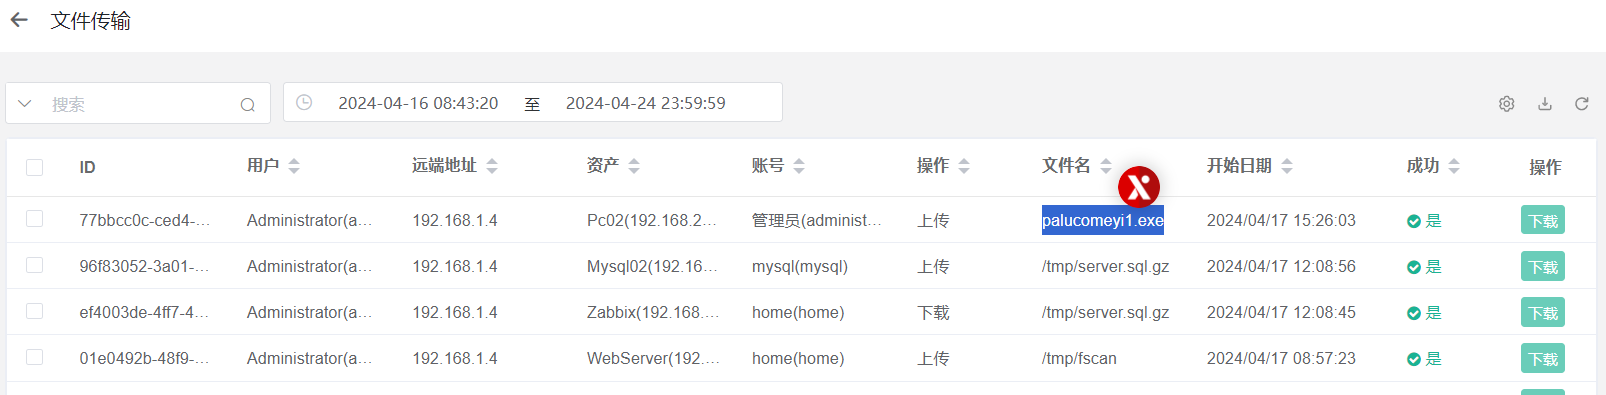 文件传输
搜索 2024-04-16 08:43:20 至 2024-04-24 23:59:59
ID 用户 远端地址 资产 账号 操作 文件名 开始日期 成功 操作
77bbcc0c-ced4-... Administrator(a... 192.168.1.4 Pc02(192.168.2... 管理员(administ... 上传 palucomeyi1.exe 2024/04/17 15:26:03 是 下载
96f83052-3a01-... Administrator(a... 192.168.1.4 Mysql02(192.16... mysql(mysql) 上传 /tmp/server.sql.gz 2024/04/17 12:08:56 是 下载
ef4003de-4ff7-4... Administrator(a... 192.168.1.4 Zabbix(192.168.... home(home) 下载 /tmp/server.sql.gz 2024/04/17 12:08:45 是 下载
01e0492b-48f9-... Administrator(a... 192.168.1.4 WebServer(192.... home(home) 上传 /tmp/fscan 2024/04/17 08:57:23 是 下载